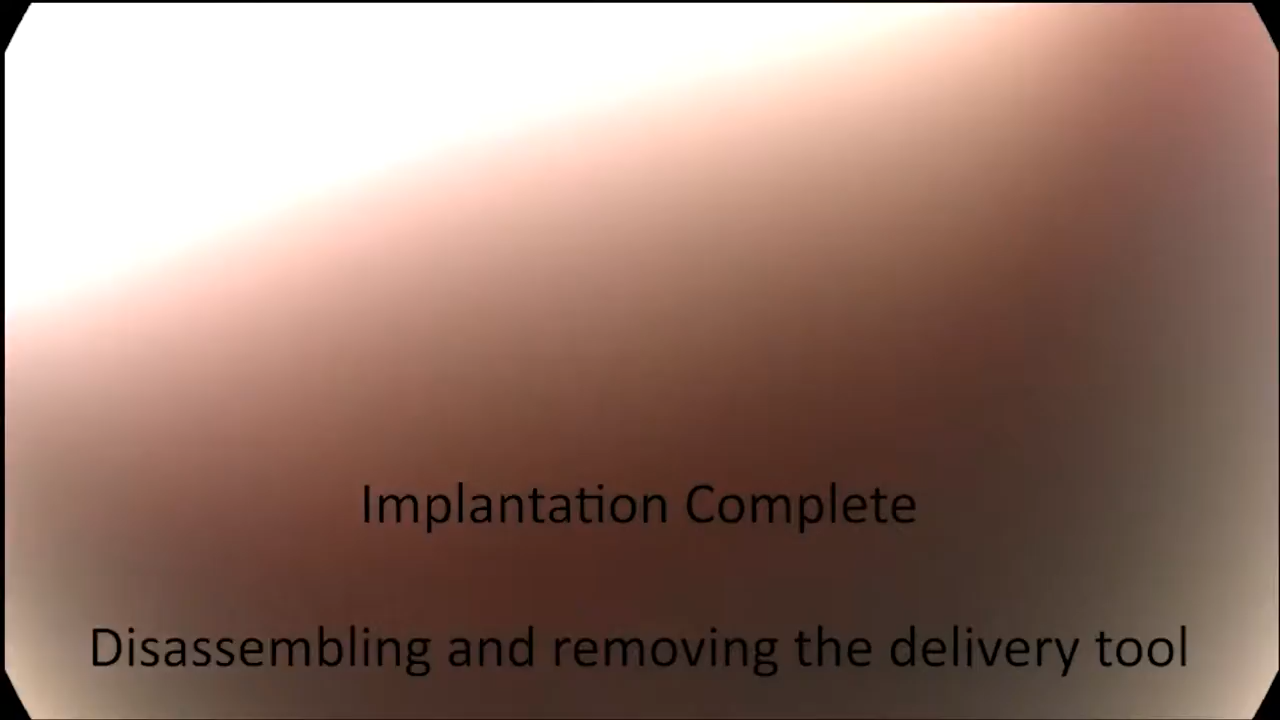 Implantation Complete
Disassembling and removing the delivery tool